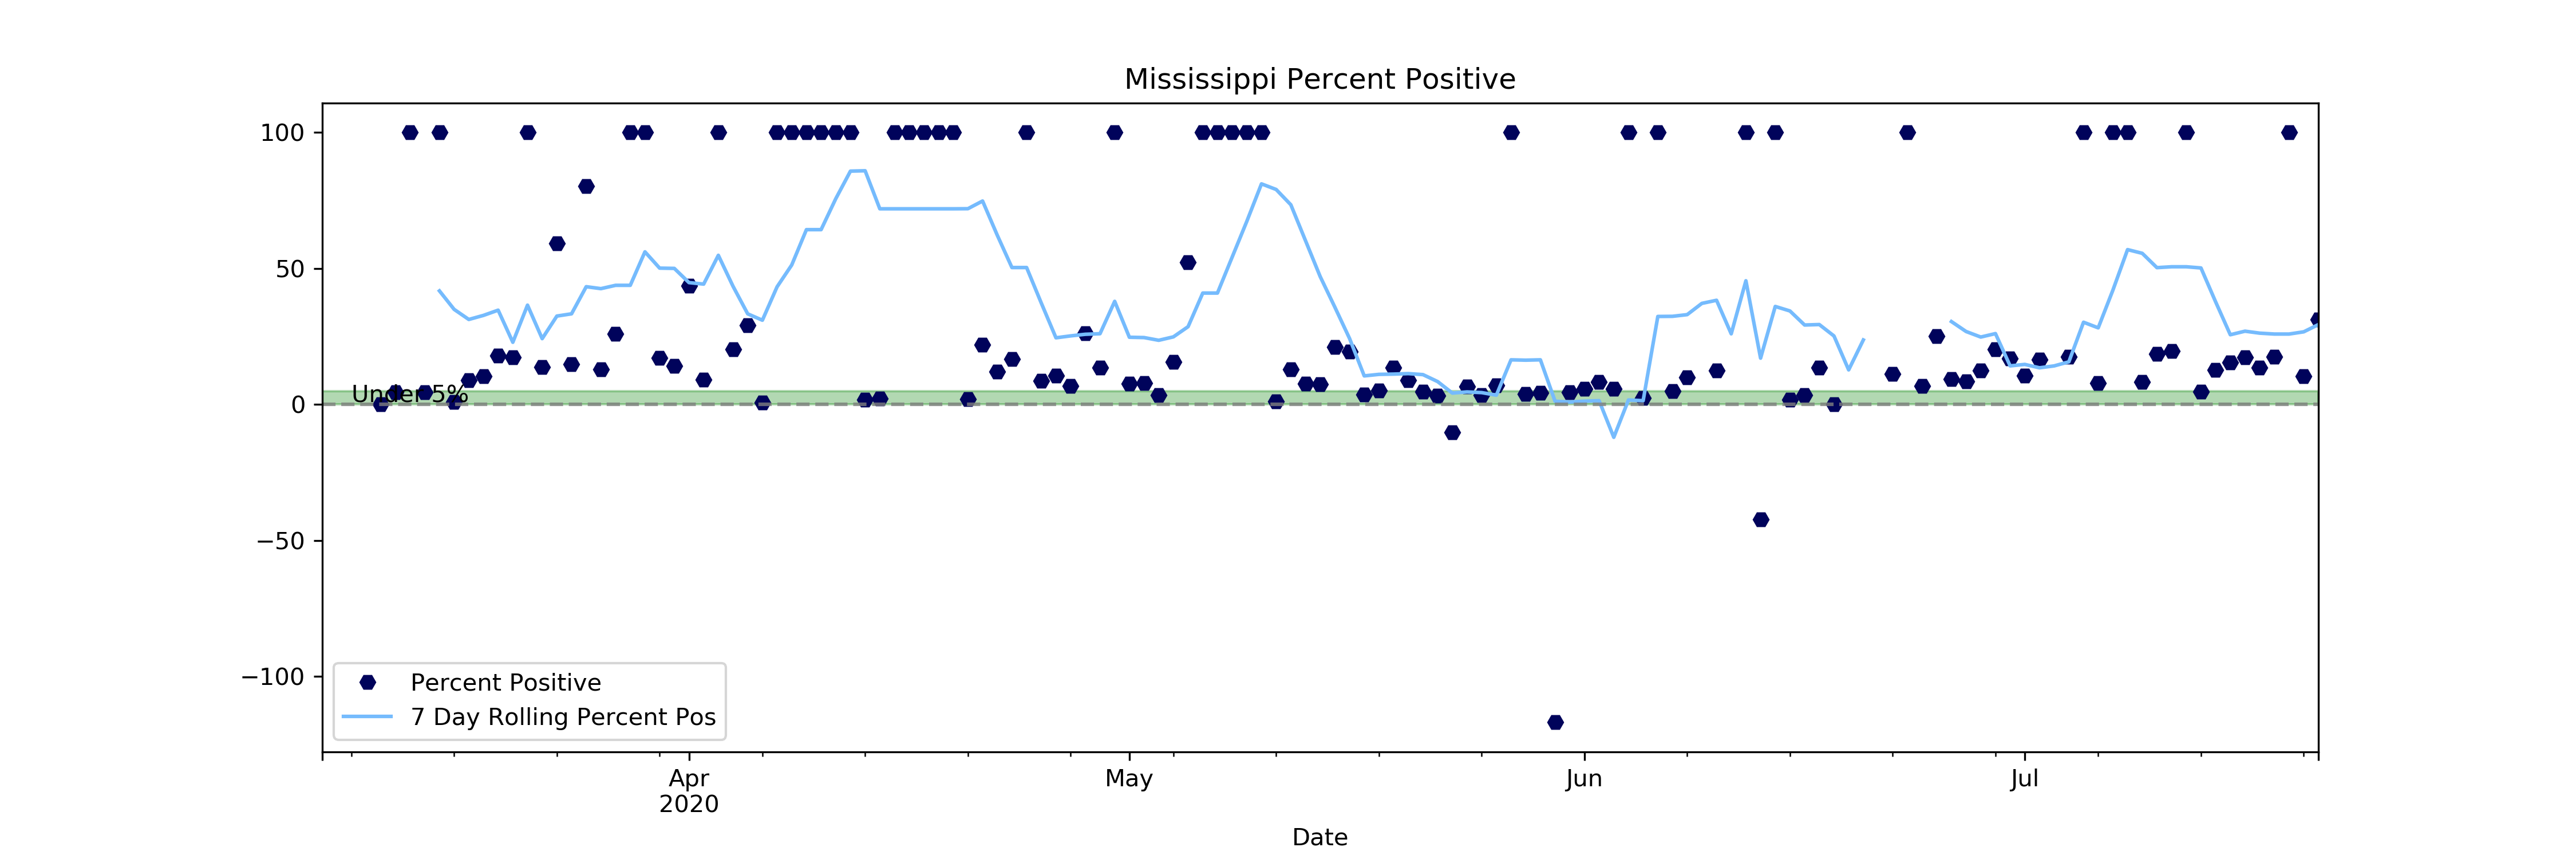 Mississippi Percent Positive
100
50
0
−50
−100
Under 5%
Percent Positive
7 Day Rolling Percent Pos
Apr
2020
May
Jun
Jul
Date